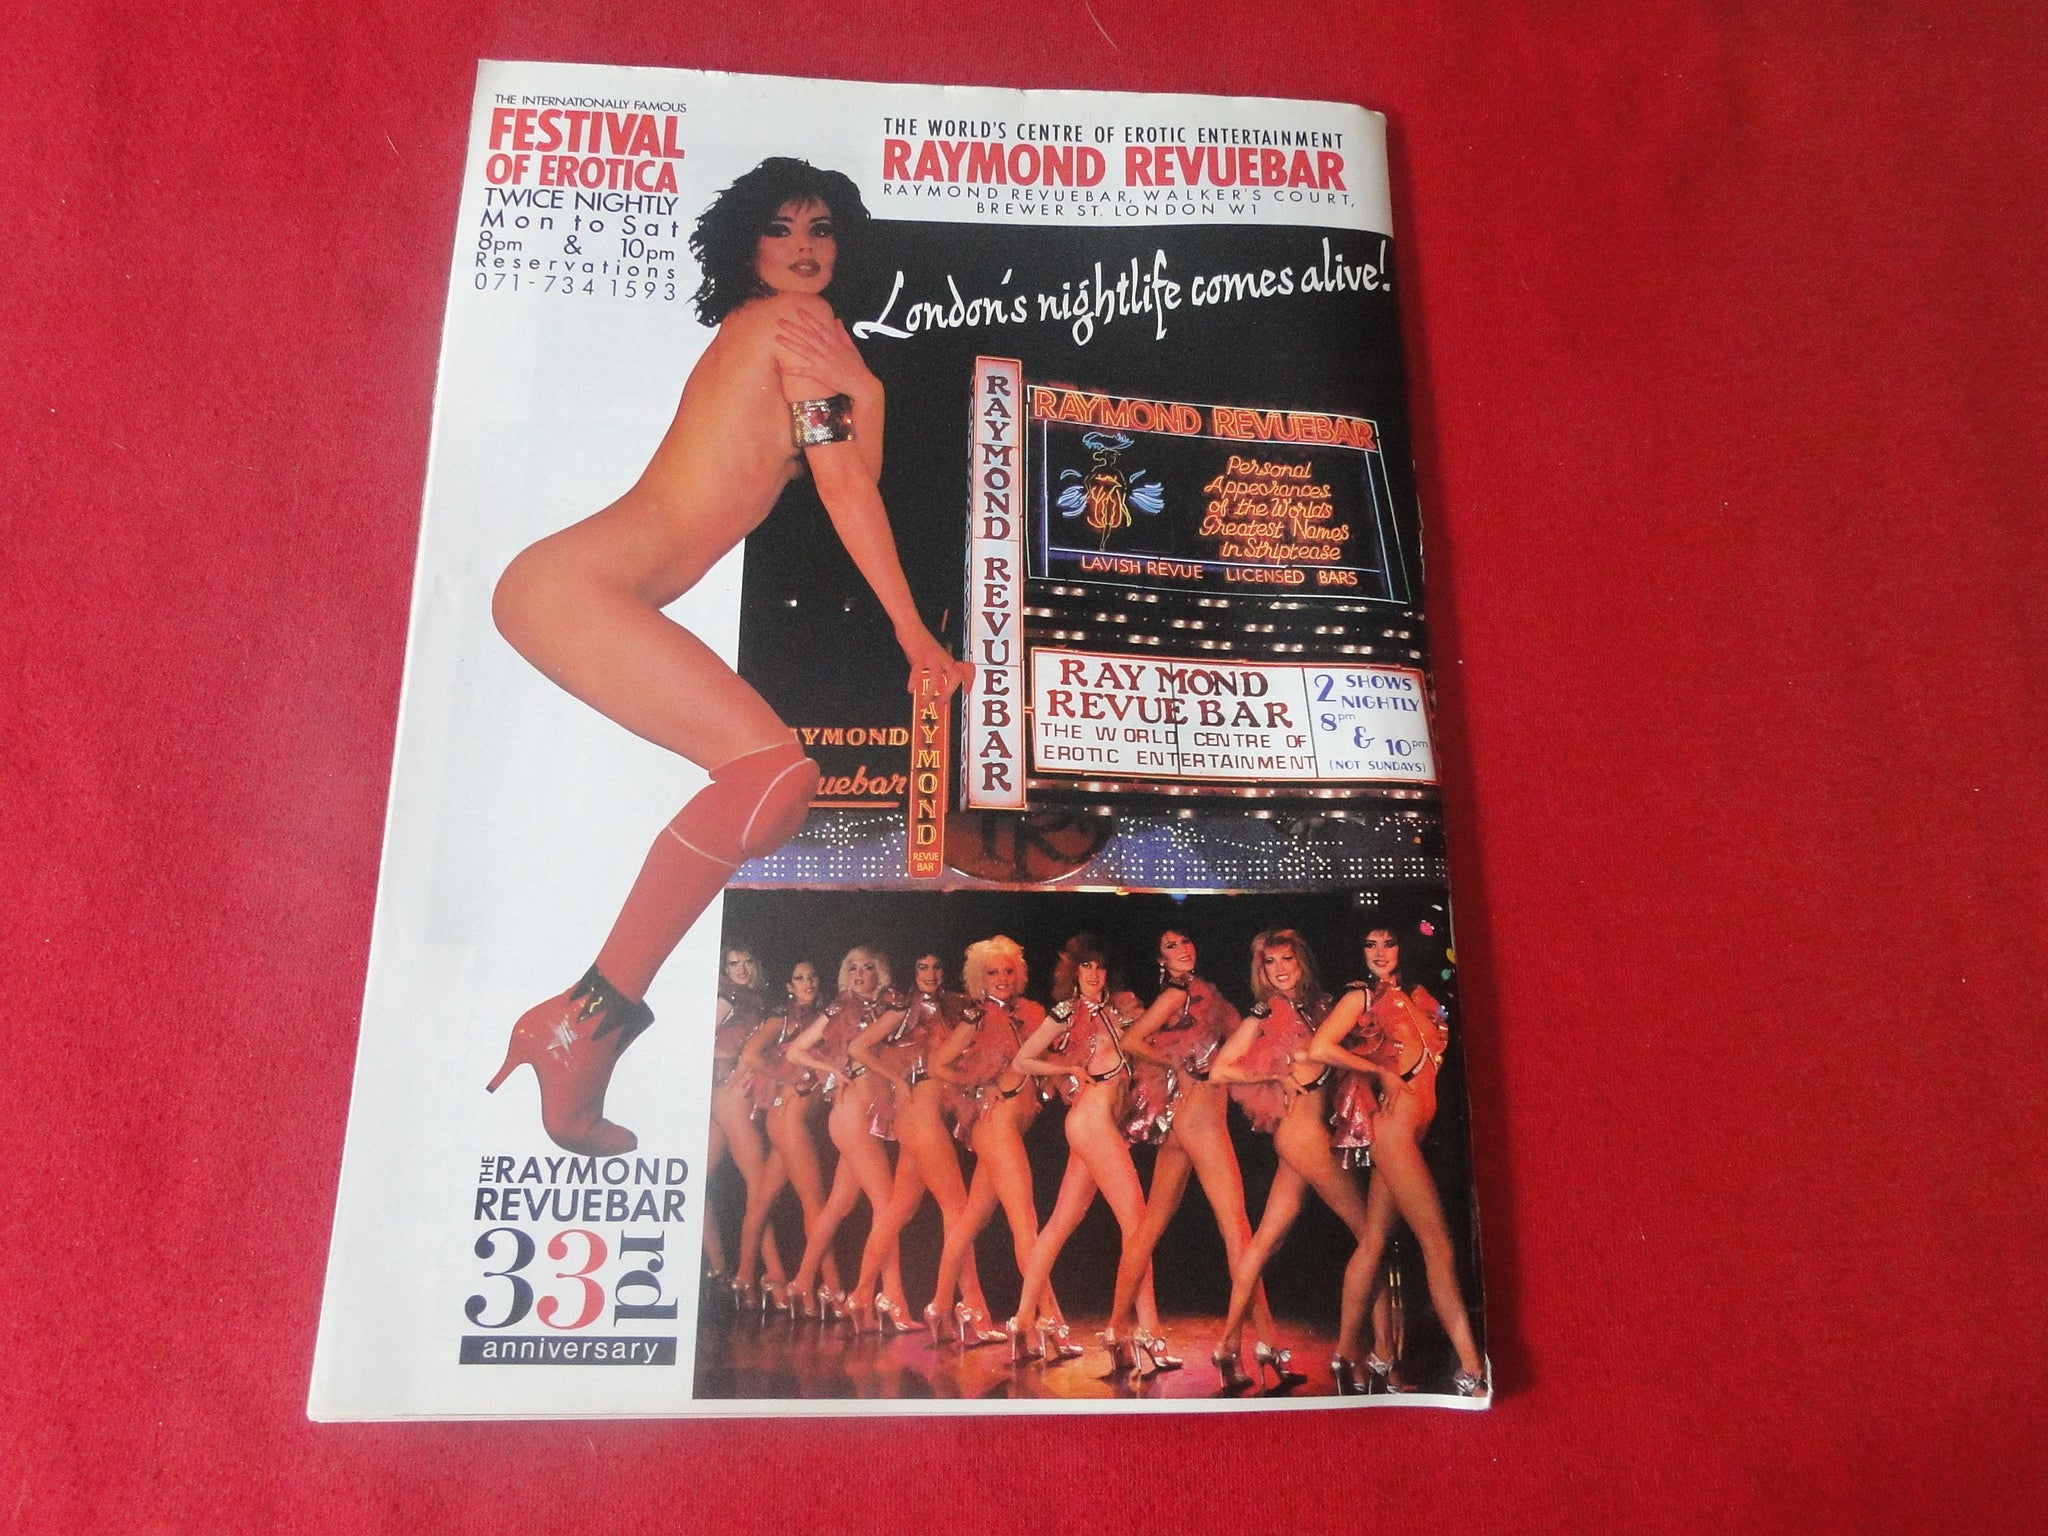 THE INTERNATIONALLY FAMOUS
FESTIVAL
OF EROTICA
TWICE NIGHTLY
Mon to Sat
8pm & 10pm
Reservations
071-734 1593
THE WORLD'S CENTRE OF EROTIC ENTERTAINMENT
RAYMOND REVUEBAR
RAYMOND REVUEBAR, WALKER'S COURT,
BREWER ST. LONDON W1
London's nightlife comes alive!
RAYMOND REVUEBAR
RAYMOND REVUEBAR
Personal
Appearances
of the Worlds
Greatest Names
in Striptease
LAVISH REVUE LICENSED BARS
RAYMOND
REVUE BAR
THE WORLD CENTRE OF
EROTIC ENTERTAINMENT
2 SHOWS
NIGHTLY
8pm
& 10pm
(NOT SUNDAYS)
YMOND
uebar
RAYMOND
REVUE
BAR
THE RAYMOND
REVUEBAR
33rd
anniversary